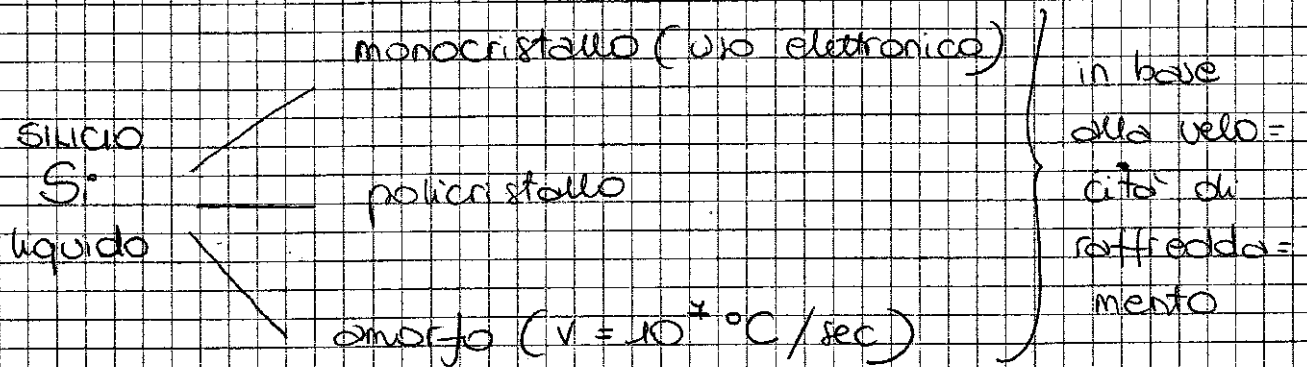 monocristallo (uso elettronico)
SILICIO
Si
liquido
policristallo
amorfo (v = 10⁷ °C/sec)
in base
alla velo=
cità di
raffredda=
mento